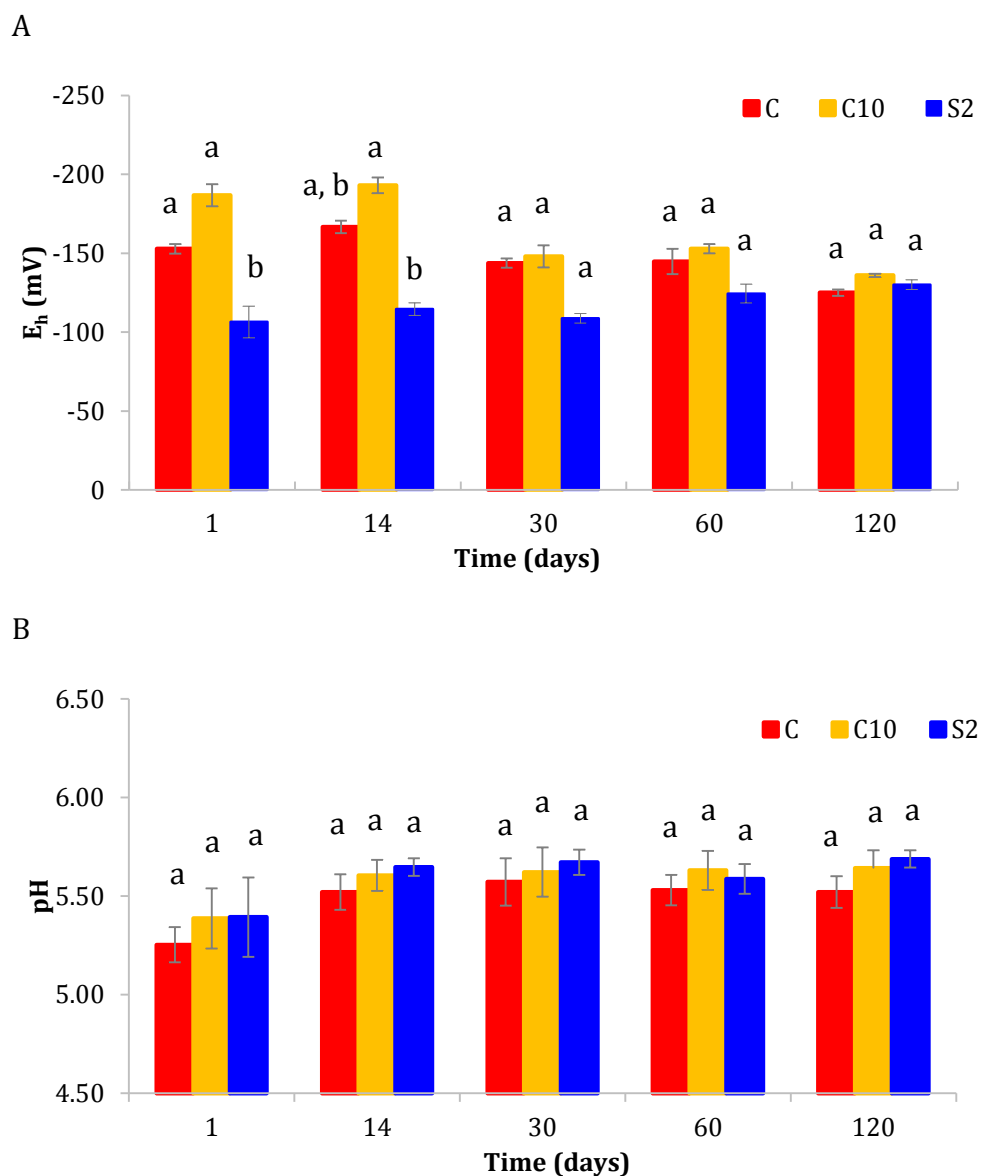 A
-250
C C10 S2
-200
-150
-100
-50
0
a a b
a, b a b
a a a
a a a
a a a
E_h (mV)
1 14 30 60 120
Time (days)
B
6.50
C C10 S2
6.00
5.50
5.00
4.50
a a a
a a a
a a a
a a a
a a a
pH
1 14 30 60 120
Time (days)